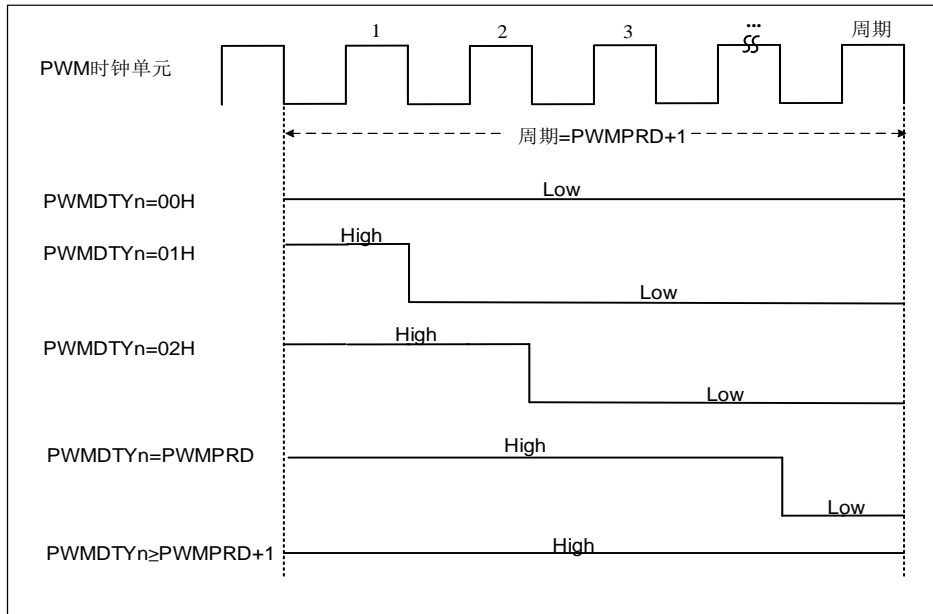 1 2 3 ... 周期
PWM时钟单元
周期=PWMPRD+1
Low
PWMDTYn=00H
High
PWMDTYn=01H
Low
High
PWMDTYn=02H
Low
High
PWMDTYn=PWMPRD
Low
High
PWMDTYn≥PWMPRD+1